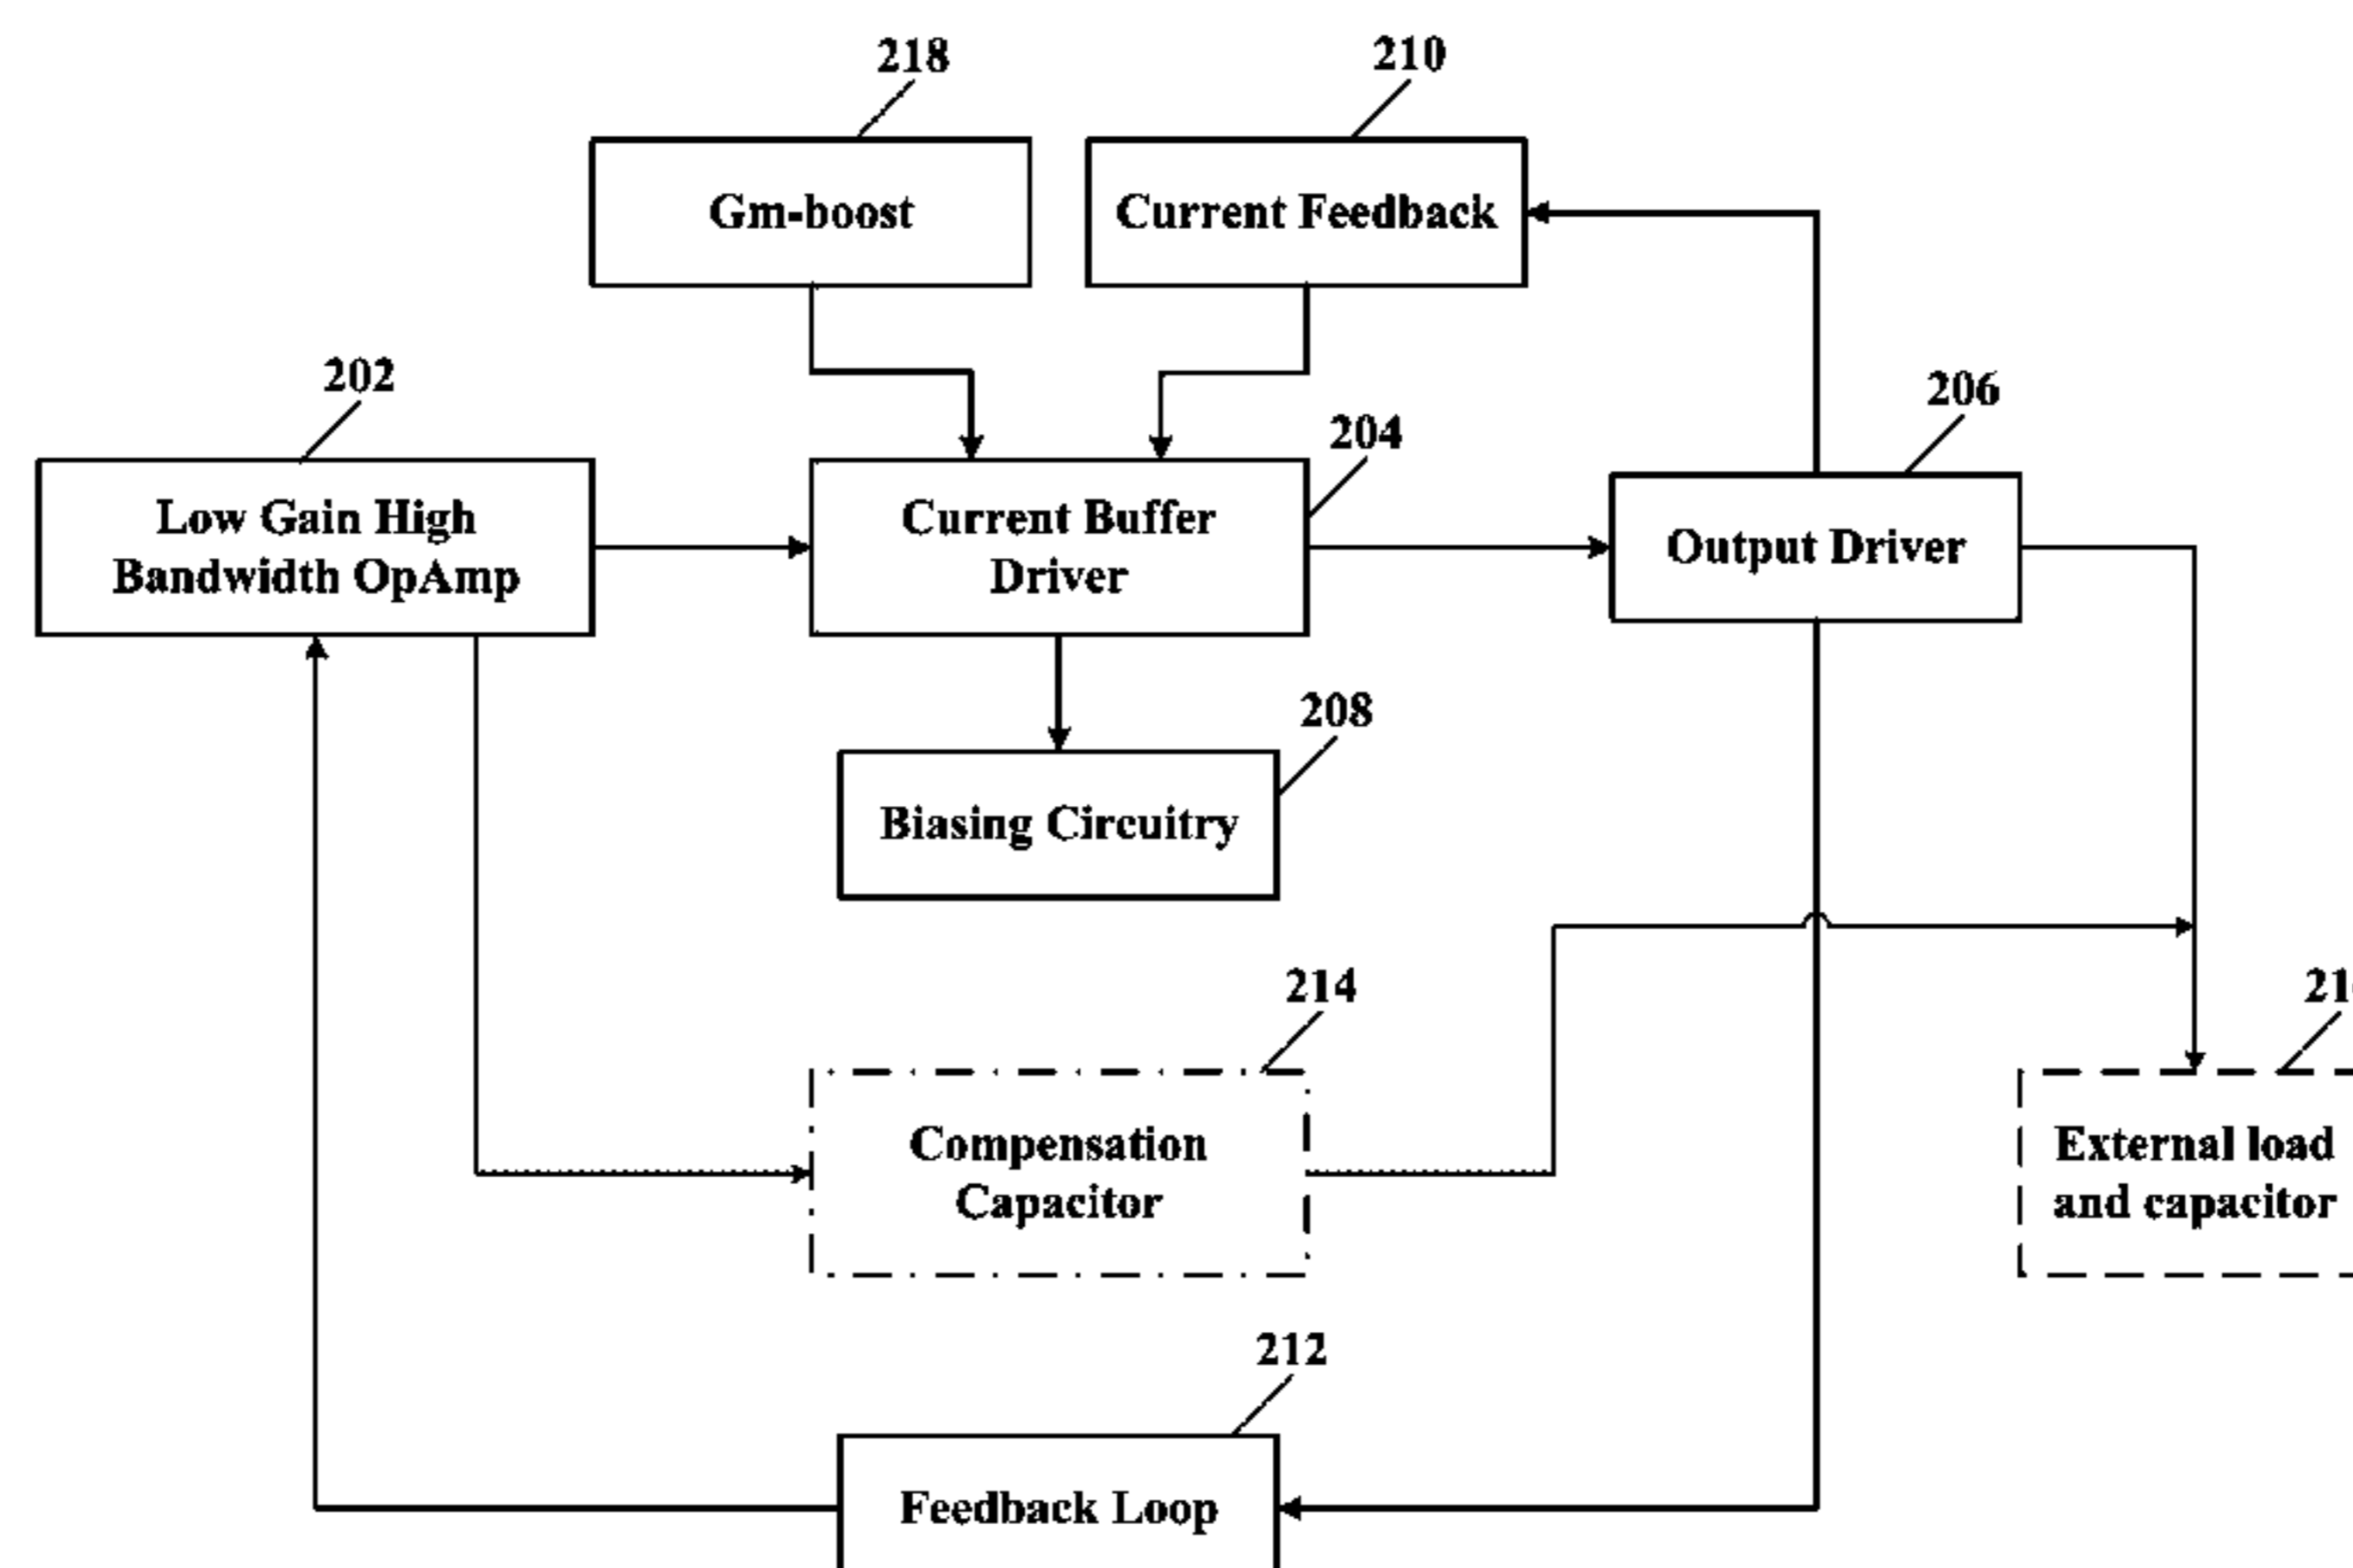 218
210
Gm-boost
Current Feedback
202
206
204
Low Gain High
Bandwidth OpAmp
Current Buffer
Driver
Output Driver
208
Biasing Circuitry
214
Compensation
Capacitor
External load
and capacitor
212
Feedback Loop